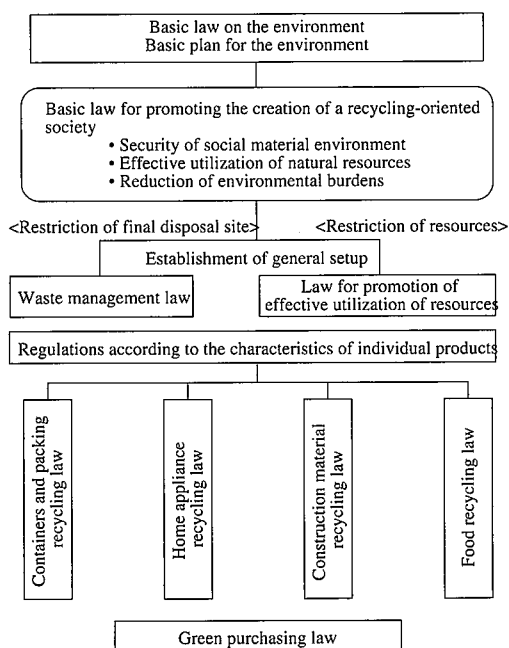 Basic law on the environment
Basic plan for the environment
Basic law for promoting the creation of a recycling-oriented
society
• Security of social material environment
• Effective utilization of natural resources
• Reduction of environmental burdens
<Restriction of final disposal site>
<Restriction of resources>
Establishment of general setup
Waste management law
Law for promotion of
effective utilization of resources
Regulations according to the characteristics of individual products
Containers and packing
recycling law
Home appliance
recycling law
Construction material
recycling law
Food recycling law
Green purchasing law